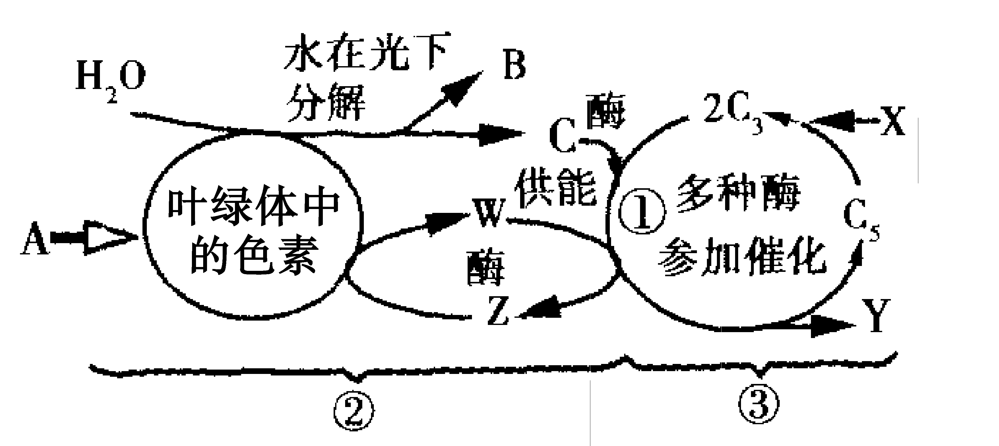 H₂O
水在光下
分解
B
C
酶
2C₃
X
供能
叶绿体中
的色素
A
W
①
多种酶
参加催化
C₅
酶
Z
Y
②
③